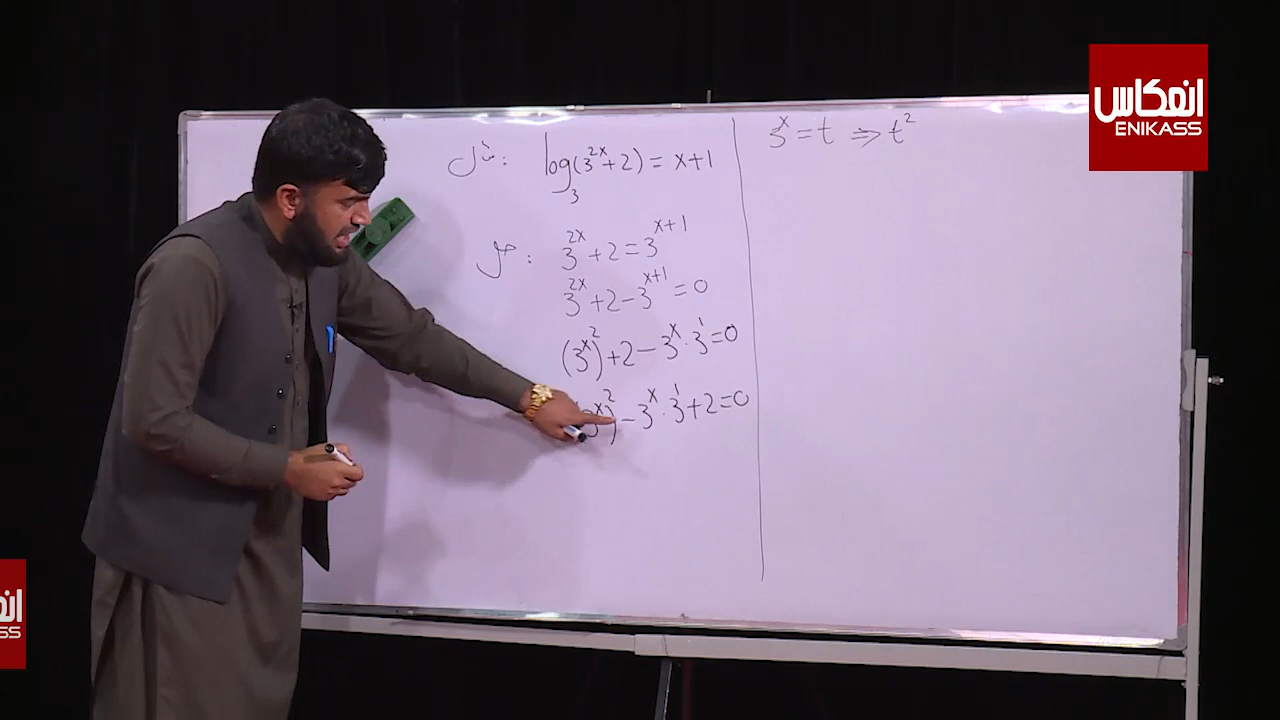 انعکاس
ENIKASS
مثال: log₃(3^{2x}+2) = x+1
حل: 3^{2x}+2=3^{x+1}
3^{2x}+2-3^{x+1}=0
(3^x)^2+2-3^x·3^1=0
3^x)^2-3^x·3^1+2=0
3^x=t ⇒ t^2